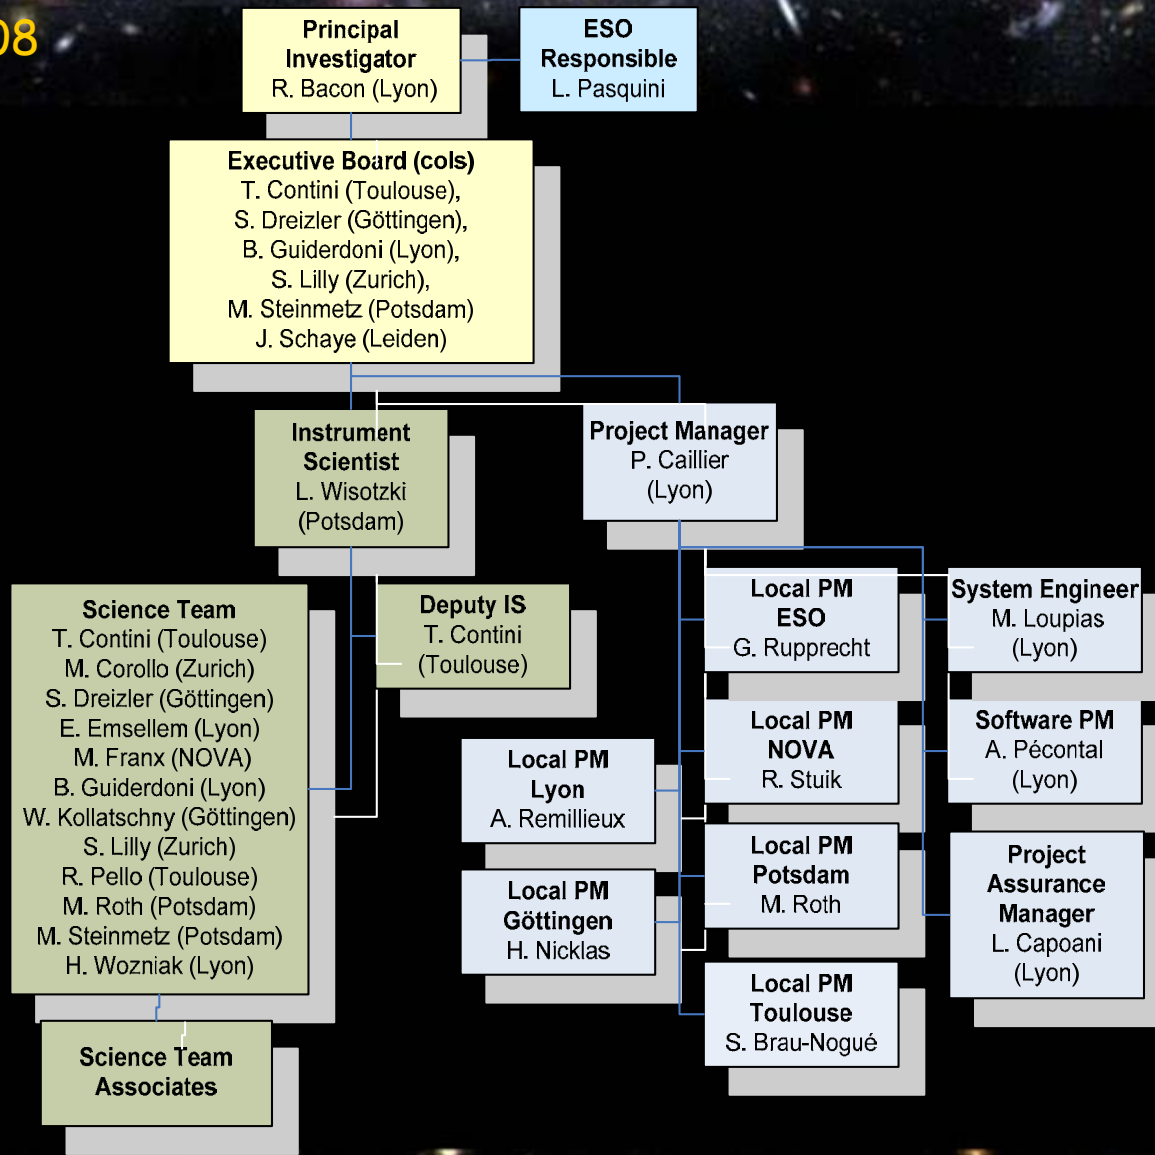 08
Principal
Investigator
R. Bacon (Lyon)
ESO
Responsible
L. Pasquini
Executive Board (coIs)
T. Contini (Toulouse),
S. Dreizler (Göttingen),
B. Guiderdoni (Lyon),
S. Lilly (Zurich),
M. Steinmetz (Potsdam)
J. Schaye (Leiden)
Instrument
Scientist
L. Wisotzki
(Potsdam)
Project Manager
P. Caillier
(Lyon)
Science Team
T. Contini (Toulouse)
M. Corollo (Zurich)
S. Dreizler (Göttingen)
E. Emsellem (Lyon)
M. Franx (NOVA)
B. Guiderdoni (Lyon)
W. Kollatschny (Göttingen)
S. Lilly (Zurich)
R. Pello (Toulouse)
M. Roth (Potsdam)
M. Steinmetz (Potsdam)
H. Wozniak (Lyon)
Deputy IS
T. Contini
(Toulouse)
Local PM
ESO
G. Rupprecht
System Engineer
M. Loupias
(Lyon)
Local PM
NOVA
R. Stuik
Software PM
A. Pécontal
(Lyon)
Local PM
Lyon
A. Remillieux
Local PM
Potsdam
M. Roth
Project
Assurance
Manager
L. Capoani
(Lyon)
Local PM
Göttingen
H. Nicklas
Local PM
Toulouse
S. Brau-Nogué
Science Team
Associates